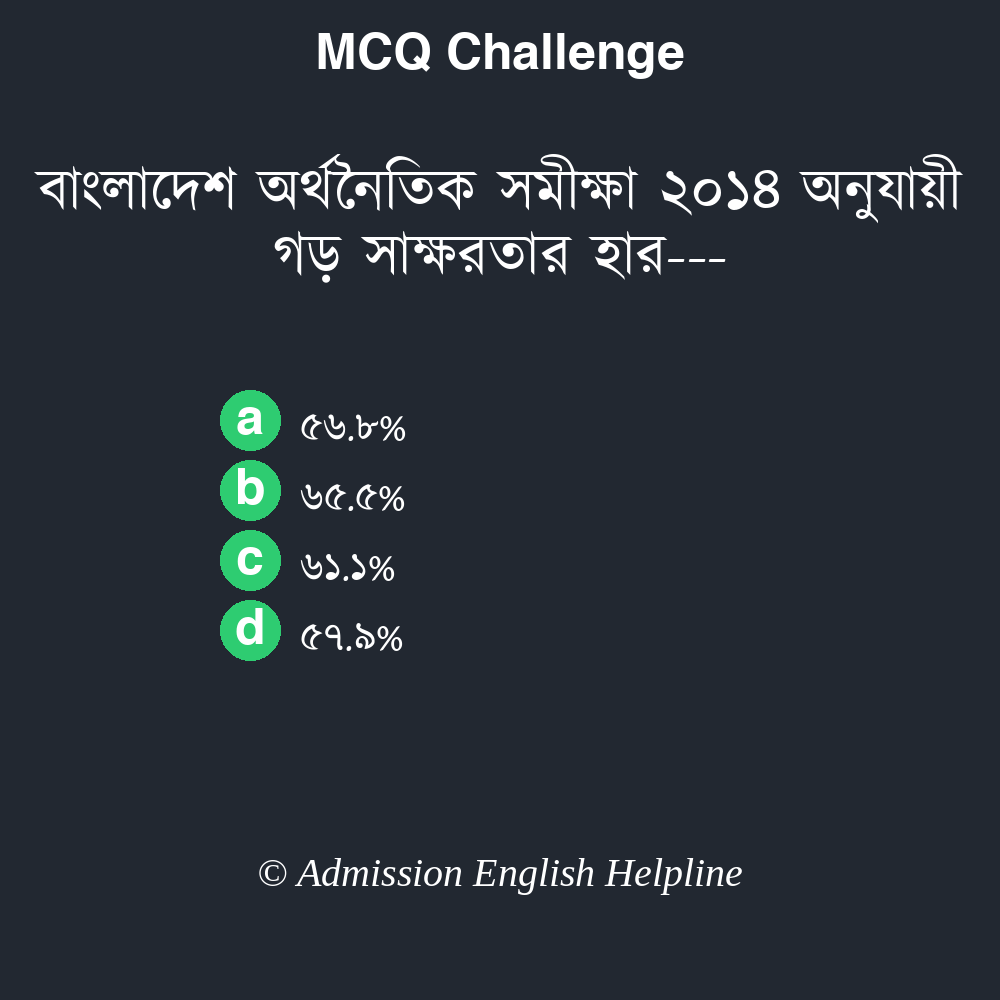 MCQ Challenge
বাংলাদেশ অর্থনৈতিক সমীক্ষা ২০১৪ অনুযায়ী
গড় সাক্ষরতার হার---
a ৫৬.৮%
b ৬৫.৫%
c ৬১.১%
d ৫৭.৯%
© Admission English Helpline